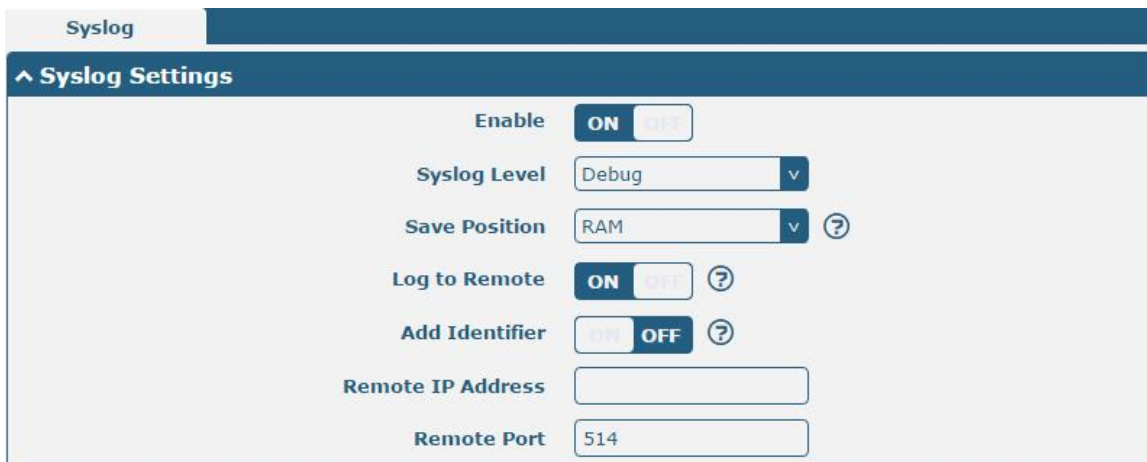 Syslog
^ Syslog Settings
Enable ON OFF
Syslog Level Debug v
Save Position RAM v ?
Log to Remote ON OFF ?
Add Identifier ON OFF ?
Remote IP Address
Remote Port 514